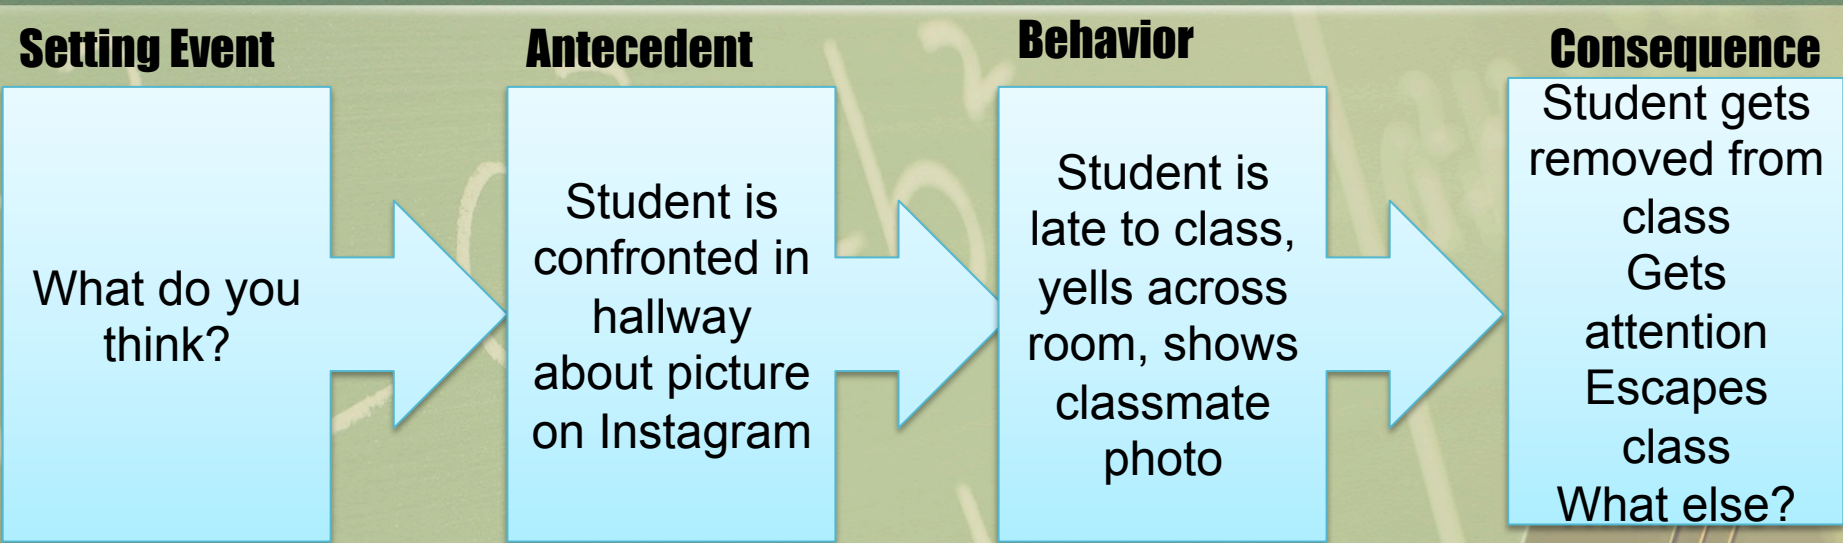 Setting Event
What do you
think?
Antecedent
Student is
confronted in
hallway
about picture
on Instagram
Behavior
Student is
late to class,
yells across
room, shows
classmate
photo
Consequence
Student gets
removed from
class
Gets
attention
Escapes
class
What else?